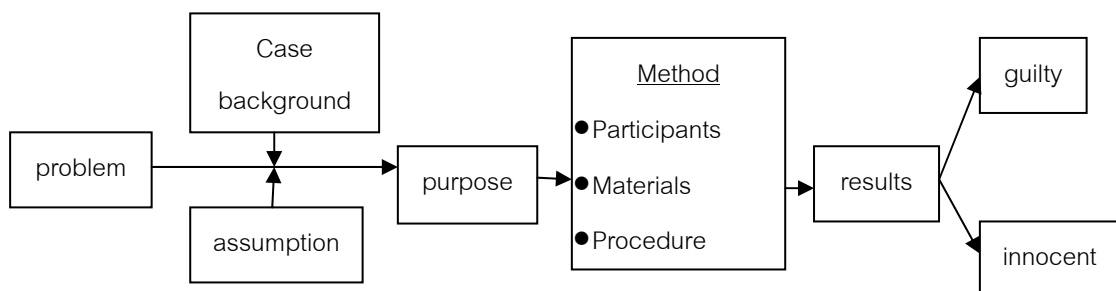 problem
Case
background
assumption
purpose
Method
●Participants
●Materials
●Procedure
results
guilty
innocent